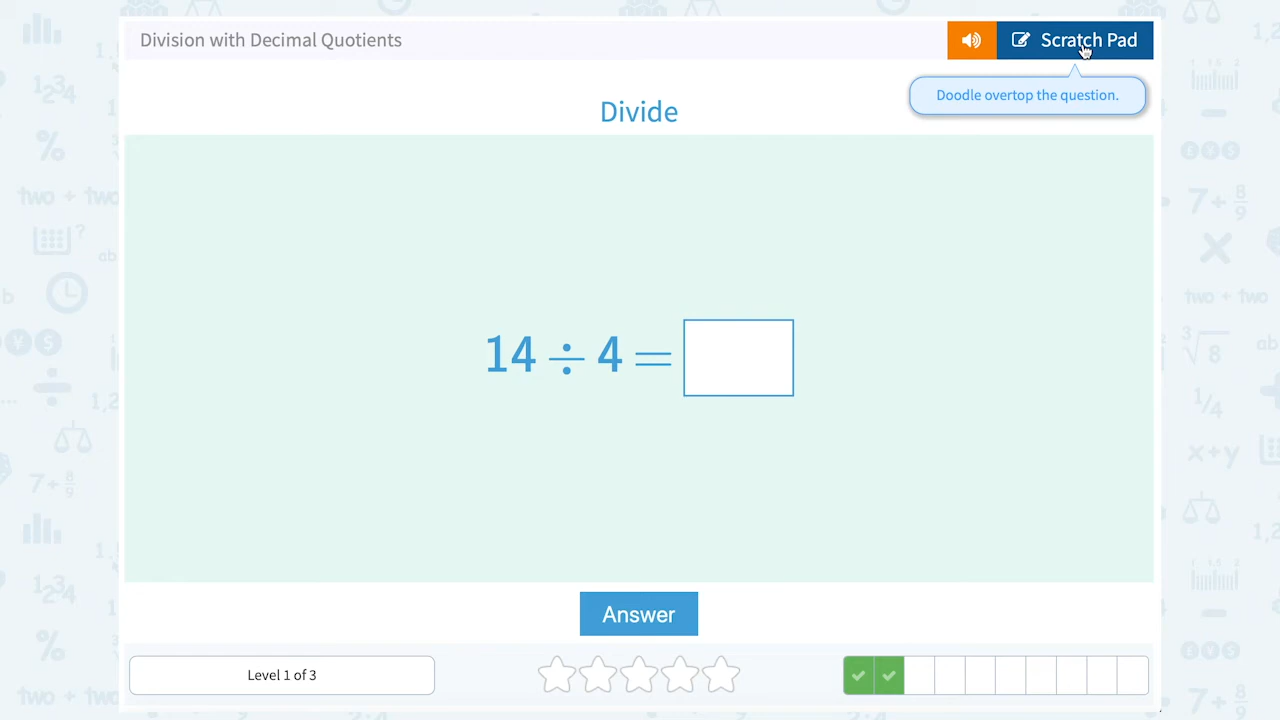 Division with Decimal Quotients
Scratch Pad
Doodle overtop the question.
Divide
14 ÷ 4 =
Answer
Level 1 of 3